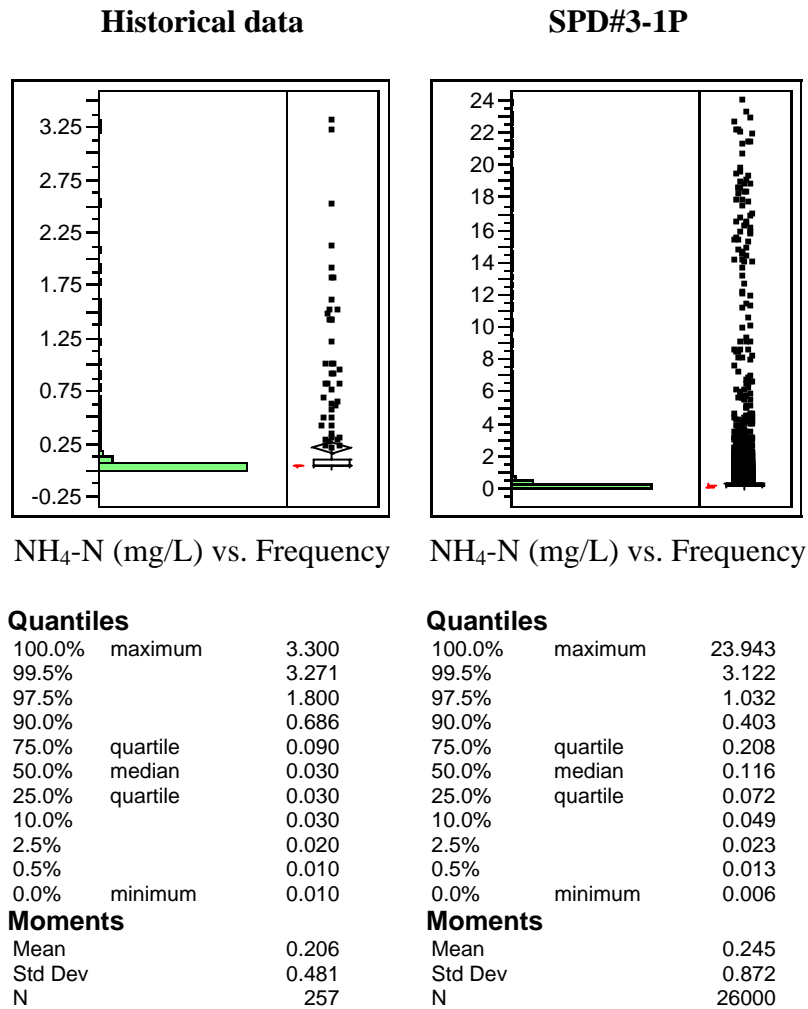 Historical data SPD#3-1P
3.25
2.75
2.25
1.75
1.25
0.75
0.25
-0.25
24
22
20
18
16
14
12
10
8
6
4
2
0
NH4-N (mg/L) vs. Frequency NH4-N (mg/L) vs. Frequency
Quantiles
100.0% maximum 3.300
99.5% 3.271
97.5% 1.800
90.0% 0.686
75.0% quartile 0.090
50.0% median 0.030
25.0% quartile 0.030
10.0% 0.030
2.5% 0.020
0.5% 0.010
0.0% minimum 0.010
Moments
Mean 0.206
Std Dev 0.481
N 257
Quantiles
100.0% maximum 23.943
99.5% 3.122
97.5% 1.032
90.0% 0.403
75.0% quartile 0.208
50.0% median 0.116
25.0% quartile 0.072
10.0% 0.049
2.5% 0.023
0.5% 0.013
0.0% minimum 0.006
Moments
Mean 0.245
Std Dev 0.872
N 26000